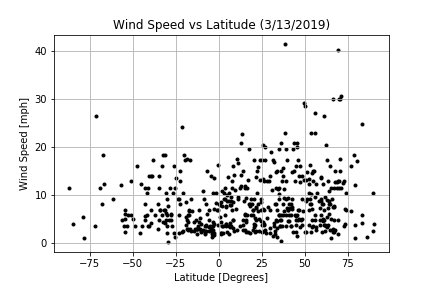 Wind Speed vs Latitude (3/13/2019)
Wind Speed [mph]
40
30
20
10
0
−75 −50 −25 0 25 50 75
Latitude [Degrees]